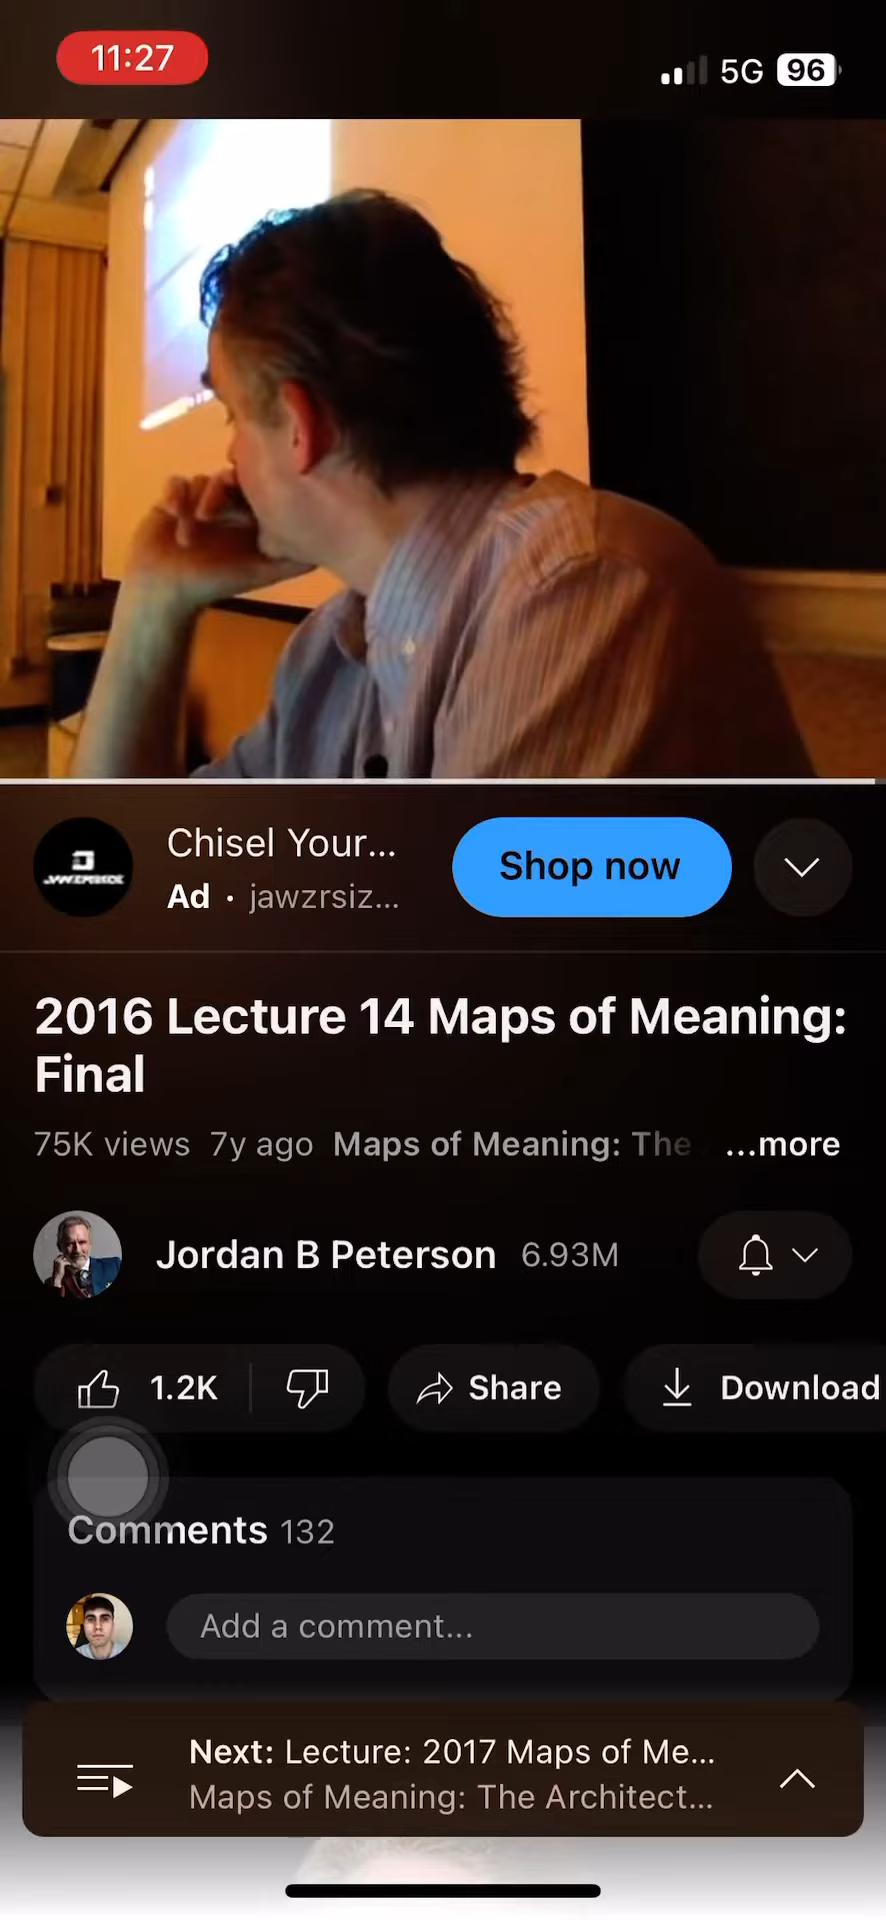 11:27
5G 96
Chisel Your...
Ad · jawzrsiz...
Shop now
2016 Lecture 14 Maps of Meaning:
Final
75K views 7y ago Maps of Meaning: The ...more
Jordan B Peterson 6.93M
1.2K Share Download
Comments 132
Add a comment...
Next: Lecture: 2017 Maps of Me...
Maps of Meaning: The Architect...